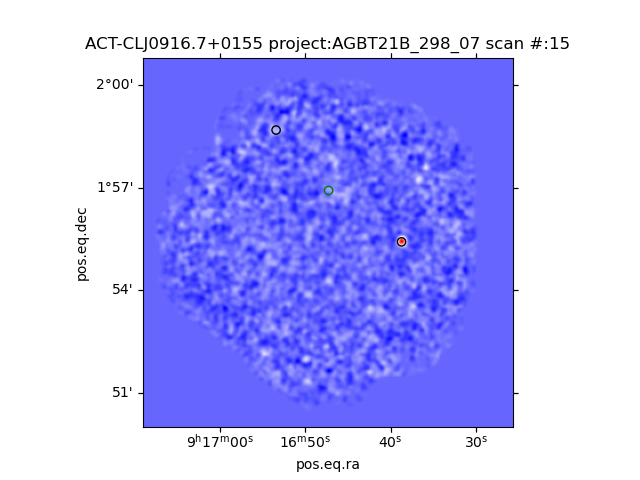 ACT-CLJ0916.7+0155 project:AGBT21B_298_07 scan #:15
2°00'
1°57'
54'
51'
pos.eq.dec
9ʰ17ᵐ00ˢ 16ᵐ50ˢ 40ˢ 30ˢ
pos.eq.ra